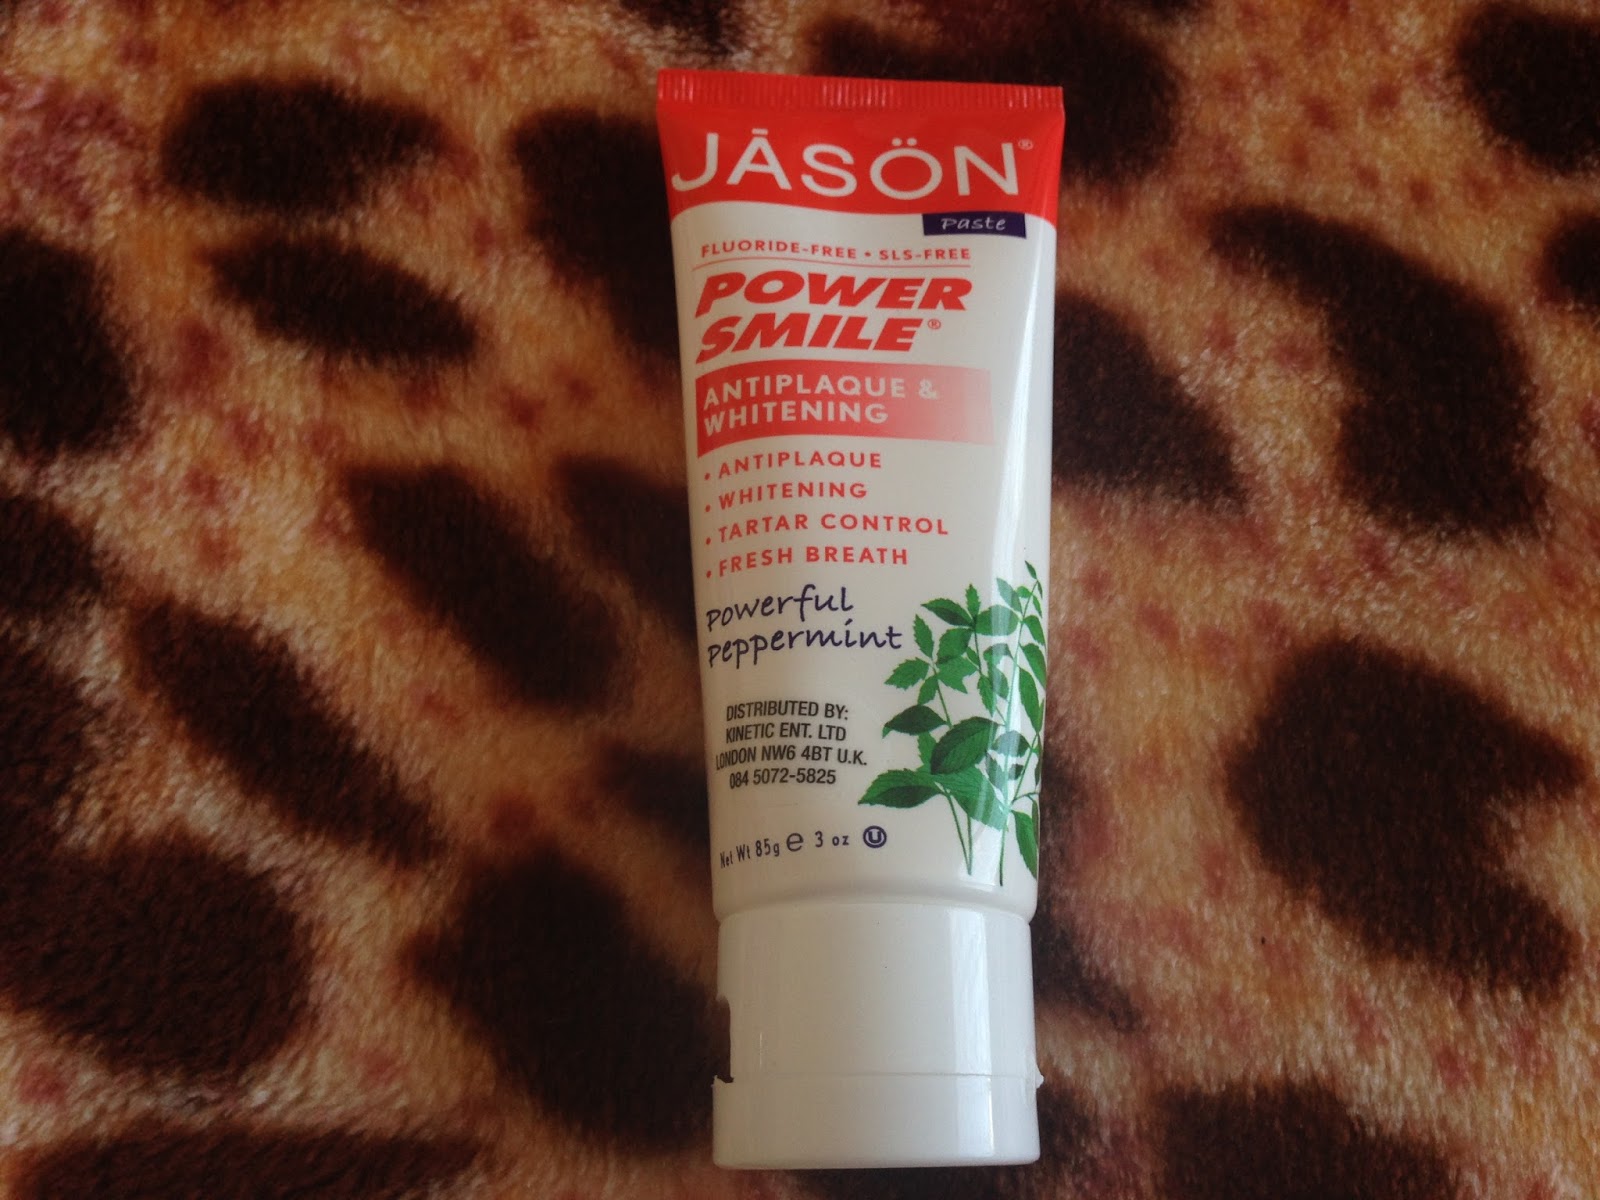 JĀSÖN®
Paste
FLUORIDE-FREE • SLS-FREE
POWER
SMILE®
ANTIPLAQUE &
WHITENING
• ANTIPLAQUE
• WHITENING
• TARTAR CONTROL
• FRESH BREATH
Powerful
Peppermint
DISTRIBUTED BY:
KINETIC ENT. LTD
LONDON NW6 4BT U.K.
084 5072-5825
Net Wt 85g e 3 oz U